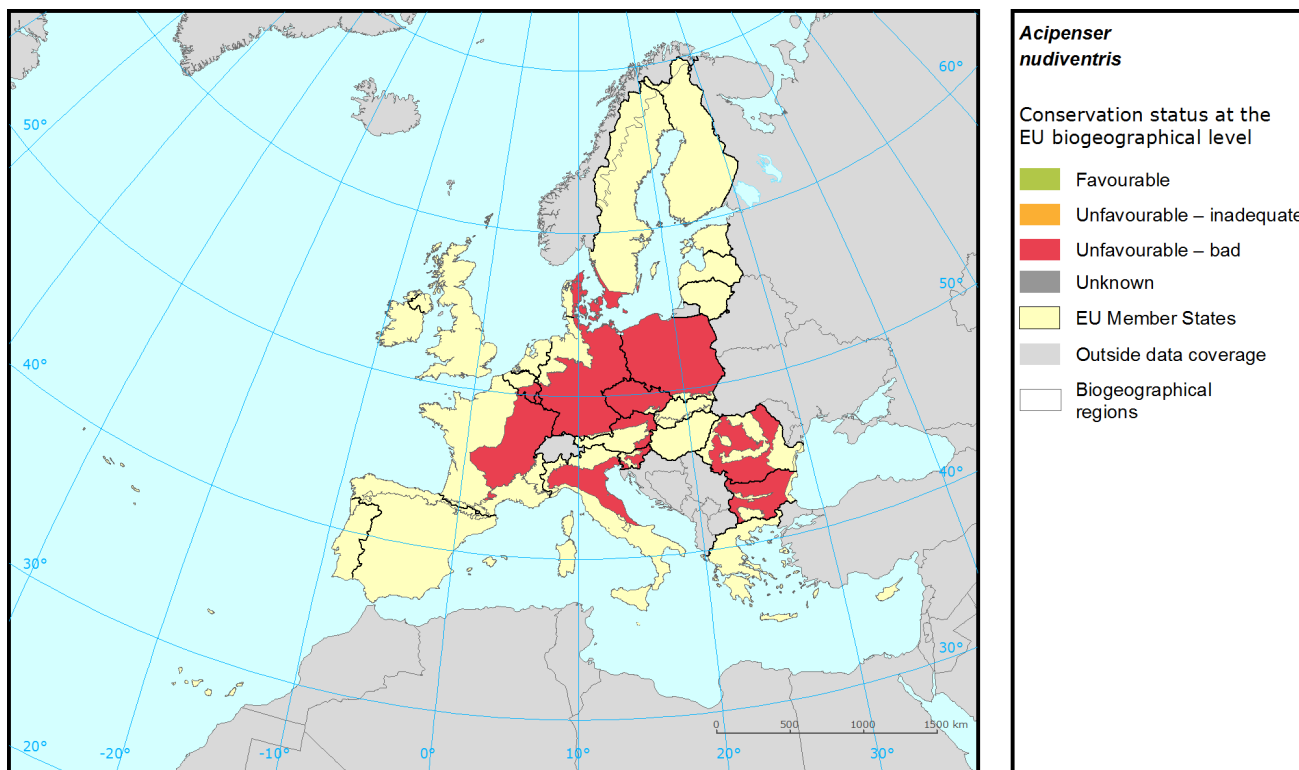 Acipenser
nudiventris
Conservation status at the
EU biogeographical level
Favourable
Unfavourable – inadequate
Unfavourable – bad
Unknown
EU Member States
Outside data coverage
Biogeographical
regions
60°
50°
50°
40°
40°
30°
30°
20°
-20°
-10°
0°
10°
20°
30°
0 500 1000 1500 km